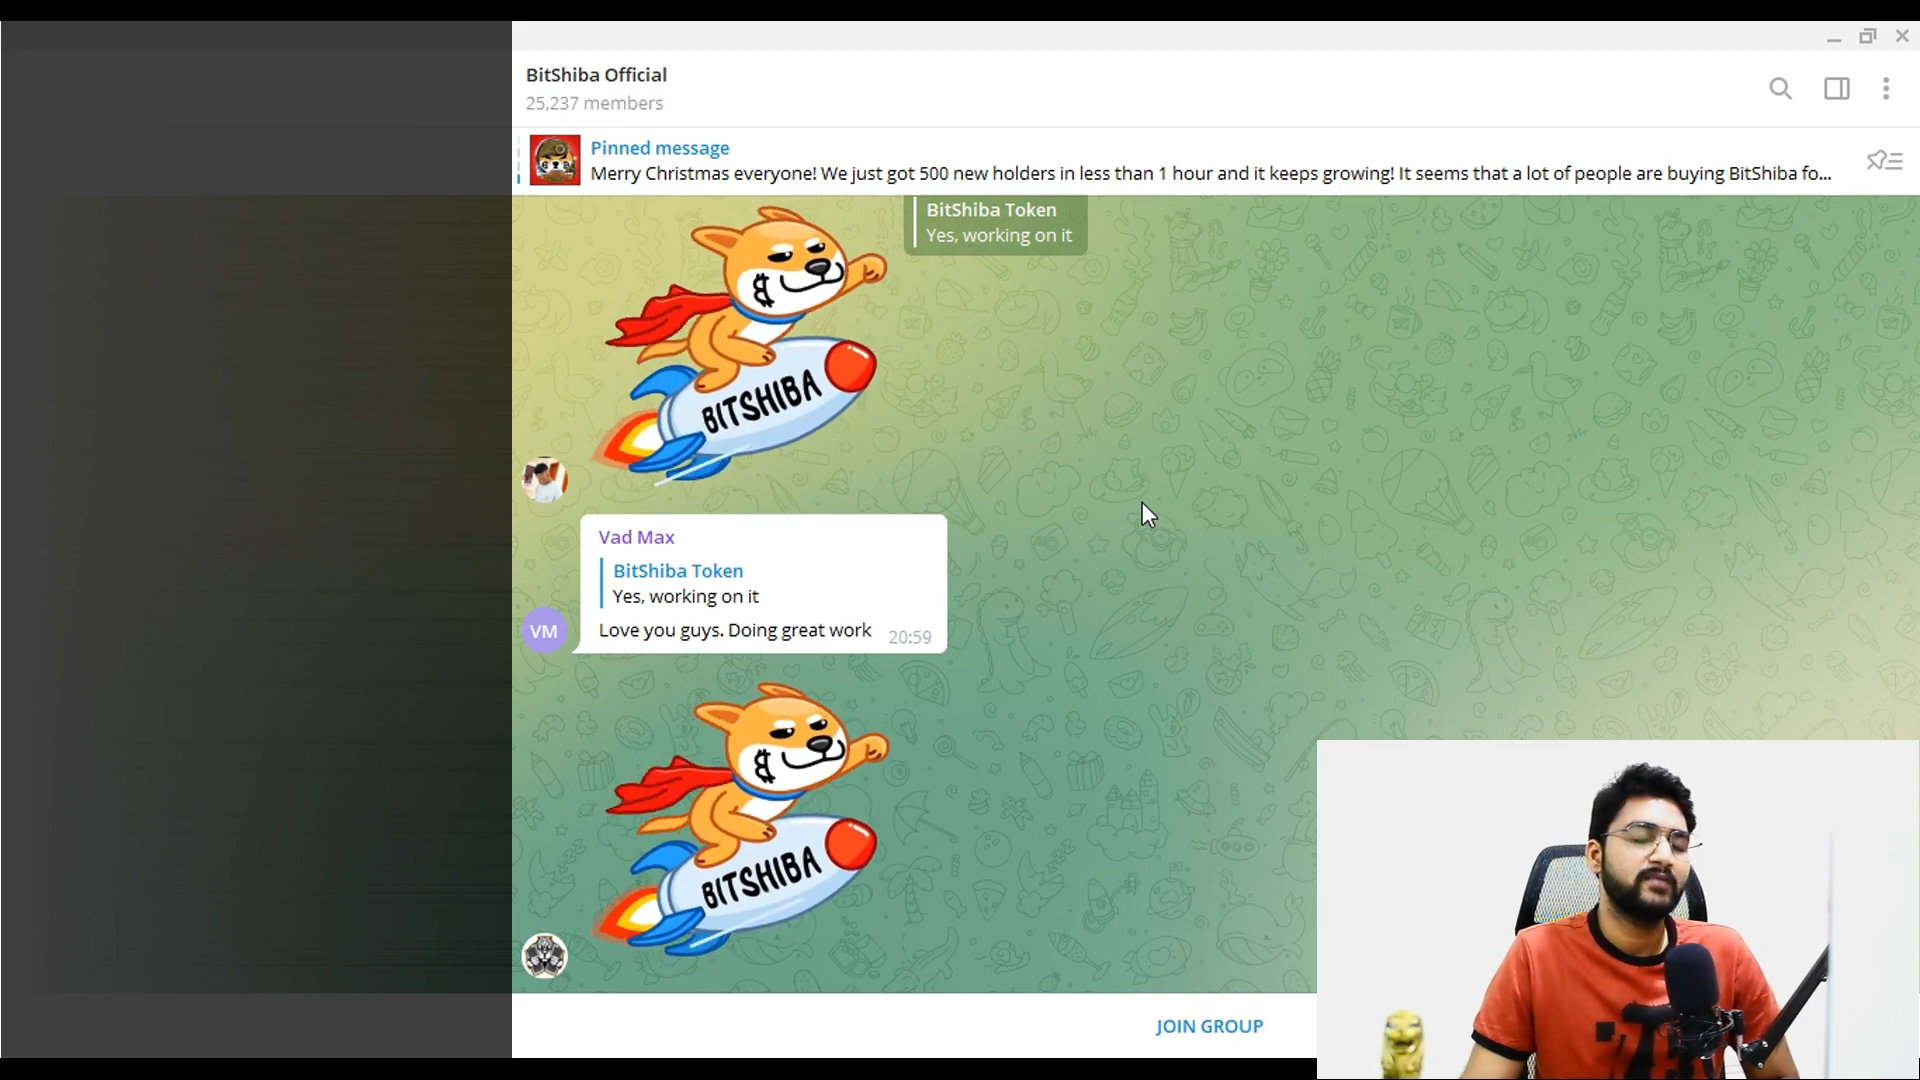 BitShiba Official
25,237 members
Pinned message
Merry Christmas everyone! We just got 500 new holders in less than 1 hour and it keeps growing! It seems that a lot of people are buying BitShiba fo...
BitShiba Token
Yes, working on it
BITSHIBA
Vad Max
BitShiba Token
Yes, working on it
VM
Love you guys. Doing great work
20:59
BITSHIBA
JOIN GROUP